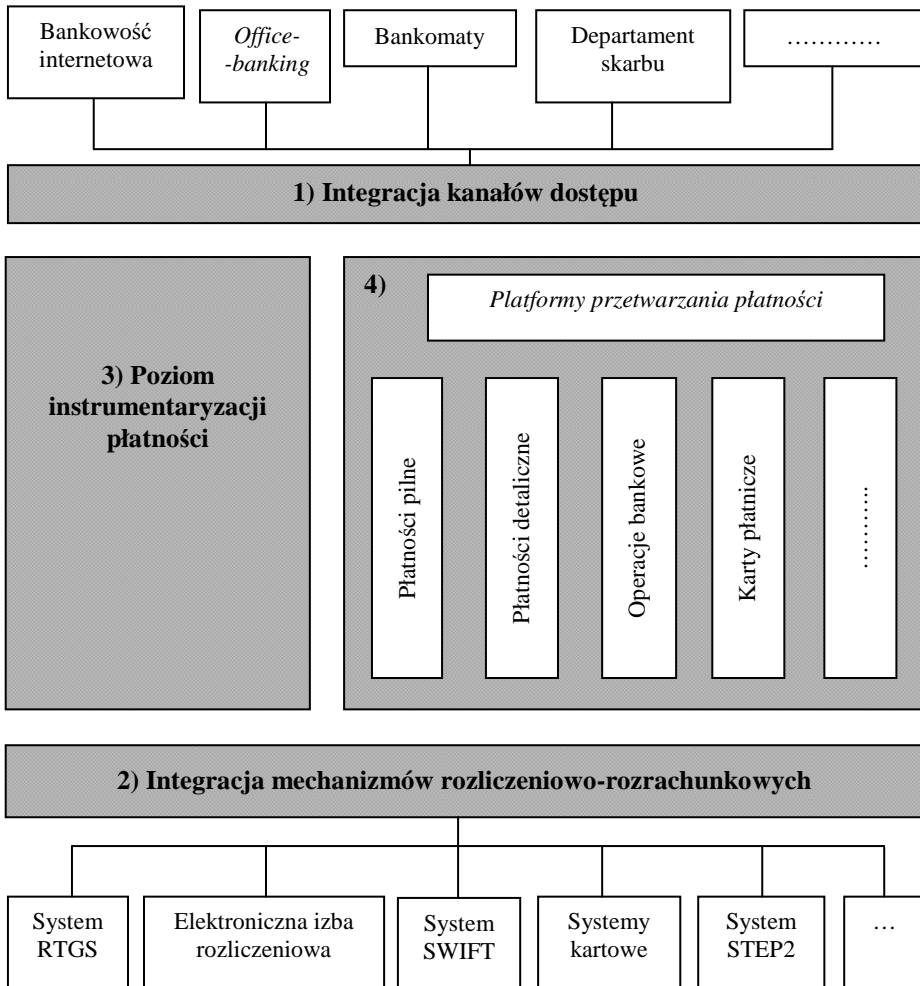 Bankowość
internetowa
Office-
-banking
Bankomaty
Departament
skarbu
…………
1) Integracja kanałów dostępu
3) Poziom
instrumentaryzacji
płatności
4)
Platformy przetwarzania płatności
Płatności pilne
Płatności detaliczne
Operacje bankowe
Karty płatnicze
………..
2) Integracja mechanizmów rozliczeniowo-rozrachunkowych
System
RTGS
Elektroniczna izba
rozliczeniowa
System
SWIFT
Systemy
kartowe
System
STEP2
…